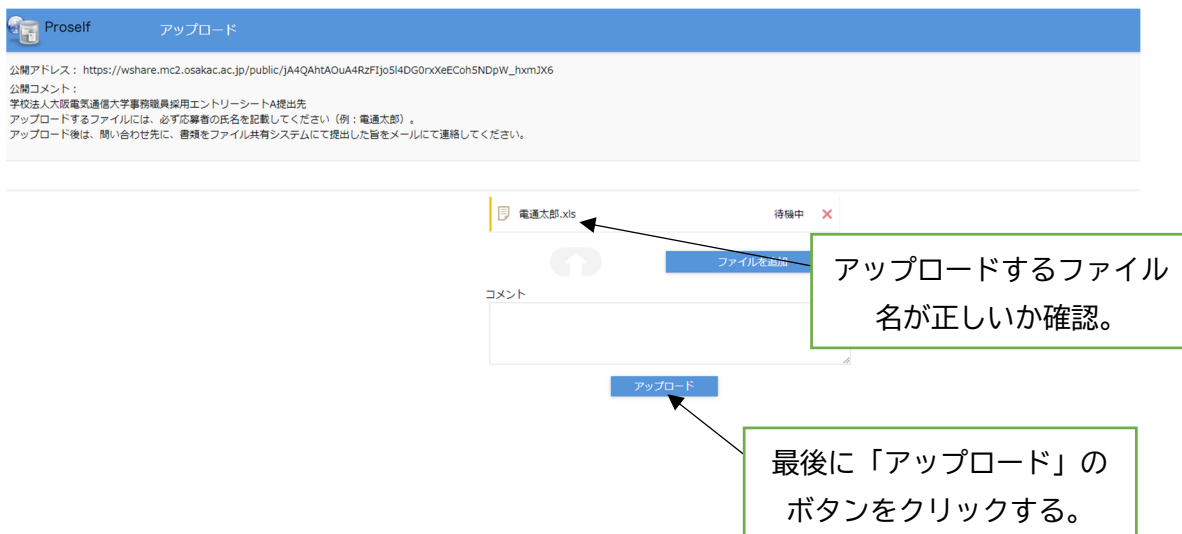 Proself アップロード
公開アドレス： https://wshare.mc2.osakac.ac.jp/public/jA4QAhtAOuA4RzFIjo5l4DG0rxXeECoh5NDpW_hxmJX6
公開コメント：
学校法人大阪電気通信大学事務職員採用エントリーシートA提出先
アップロードするファイルには、必ず応募者の氏名を記載してください（例：電通太郎）。
アップロード後は、問い合わせ先に、書類をファイル共有システムにて提出した旨をメールにて連絡してください。
電通太郎.xls 待機中
ファイルを追加
アップロードするファイル
名が正しいか確認。
コメント
アップロード
最後に「アップロード」の
ボタンをクリックする。